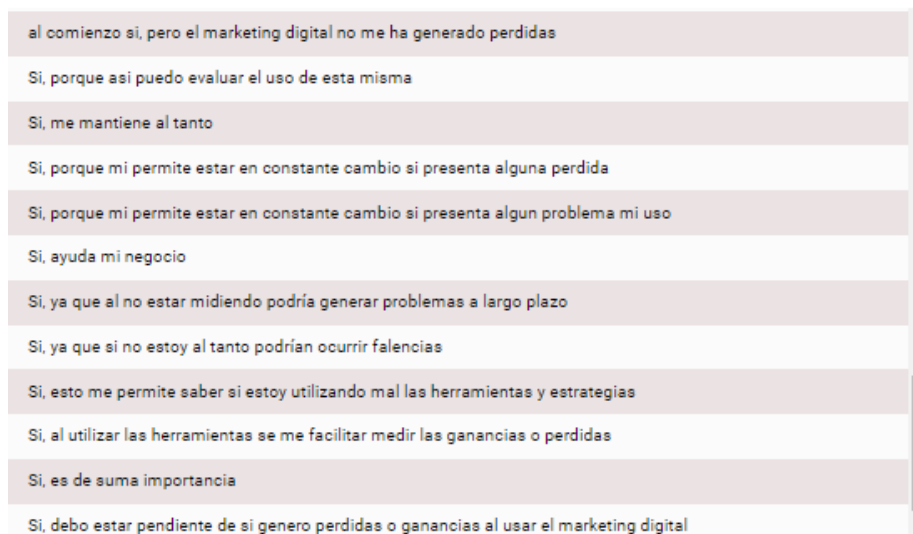 al comienzo si, pero el marketing digital no me ha generado perdidas
Si, porque asi puedo evaluar el uso de esta misma
Si, me mantiene al tanto
Si, porque mi permite estar en constante cambio si presenta alguna perdida
Si, porque mi permite estar en constante cambio si presenta algun problema mi uso
Si, ayuda mi negocio
Si, ya que al no estar midiendo podría generar problemas a largo plazo
Si, ya que si no estoy al tanto podrían ocurrir falencias
Si, esto me permite saber si estoy utilizando mal las herramientas y estrategias
Si, al utilizar las herramientas se me facilitar medir las ganancias o perdidas
Si, es de suma importancia
Si, debo estar pendiente de si genero perdidas o ganancias al usar el marketing digital